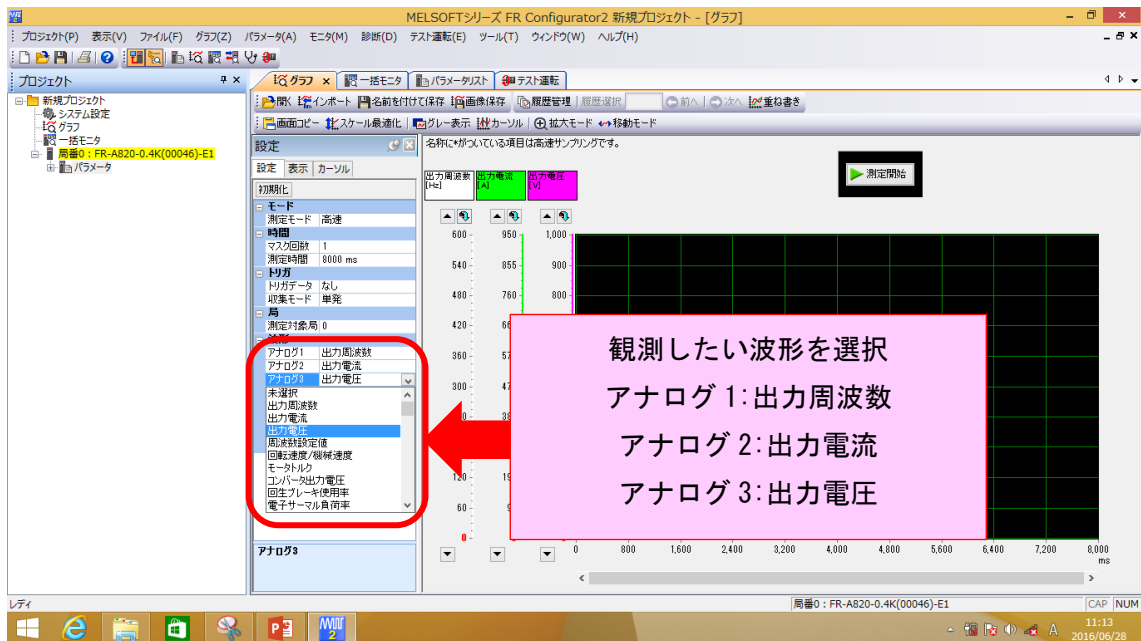 MELSOFTシリーズ FR Configurator2 新規プロジェクト - [グラフ]
プロジェクト(P) 表示(V) ファイル(F) グラフ(Z) パラメータ(A) モニタ(M) 診断(D) テスト運転(E) ツール(T) ウィンドウ(W) ヘルプ(H)
プロジェクト
グラフ 一括モニタ パラメータリスト テスト運転
新規プロジェクト
システム設定
グラフ
一括モニタ
局番0 : FR-A820-0.4K(00046)-E1
パラメータ
開く インポート 名前を付けて保存 画像保存 履歴管理 履歴選択 前へ 次へ 重ね書き
画面コピー スケール最適化 グレー表示 カーソル 拡大モード 移動モード
設定
設定 表示 カーソル
初期化
モード
測定モード 高速
時間
マスク回数 1
測定時間 8000 ms
トリガ
トリガデータ なし
収集モード 単発
局
測定対象局 0
波形
アナログ1 出力周波数
アナログ2 出力電流
アナログ3 出力電圧
未選択
出力周波数
出力電流
出力電圧
周波数設定値
回転速度/機械速度
モータトルク
コンバータ出力電圧
回生ブレーキ使用率
電子サーマル負荷率
アナログ3
名称に*がついている項目は高速サンプリングです。
出力周波数 出力電流 出力電圧
[Hz] [A] [V]
測定開始
600 950 1,000
540 855 900
480 760 800
420
360
300
120
60
0
観測したい波形を選択
アナログ 1:出力周波数
アナログ 2:出力電流
アナログ 3:出力電圧
0 800 1,600 2,400 3,200 4,000 4,800 5,600 6,400 7,200 8,000
ms
レディ 局番0 : FR-A820-0.4K(00046)-E1 CAP NUM
A 11:13
2016/06/28